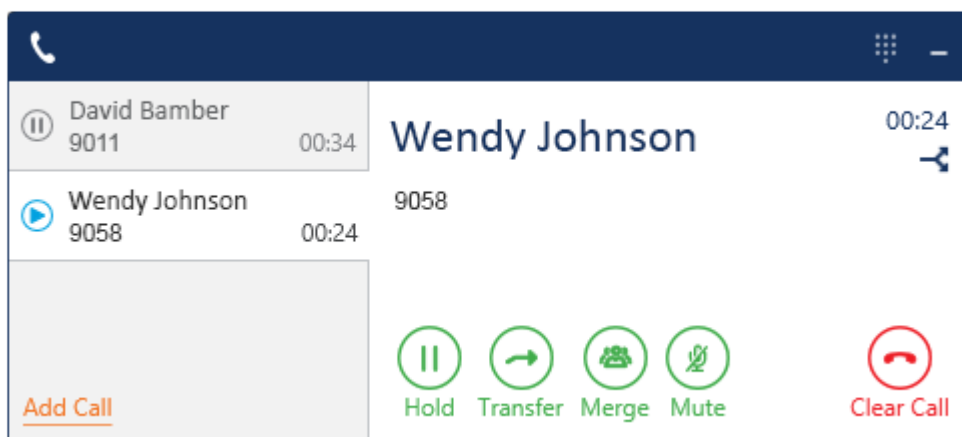 David Bamber
9011 00:34
Wendy Johnson
9058 00:24
Add Call
Wendy Johnson 00:24
9058
Hold Transfer Merge Mute Clear Call